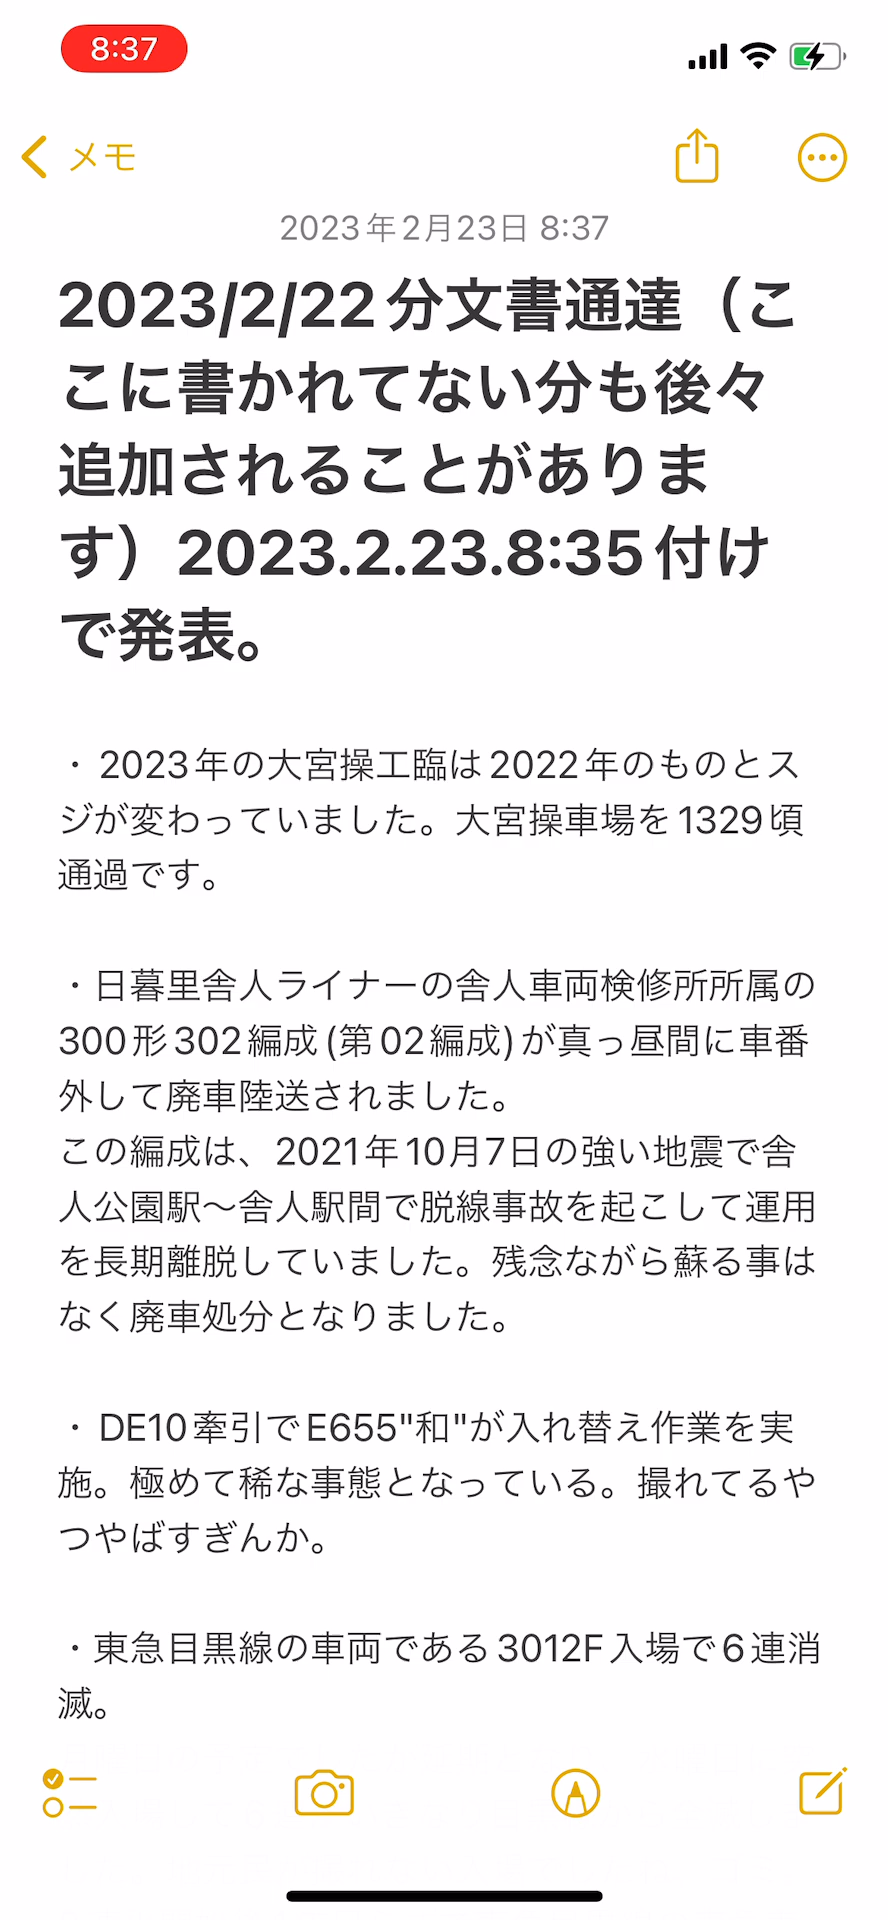 8:37
メモ
2023年2月23日 8:37
2023/2/22分文書通達（こ
こに書かれてない分も後々
追加されることがありま
す）2023.2.23.8:35付け
で発表。
・2023年の大宮操工臨は2022年のものとス
ジが変わっていました。大宮操車場を1329頃
通過です。
・日暮里舎人ライナーの舎人車両検修所所属の
300形302編成(第02編成)が真っ昼間に車番
外して廃車陸送されました。
この編成は、2021年10月7日の強い地震で舎
人公園駅〜舎人駅間で脱線事故を起こして運用
を長期離脱していました。残念ながら蘇る事は
なく廃車処分となりました。
・DE10牽引でE655"和"が入れ替え作業を実
施。極めて稀な事態となっている。撮れてるや
つやばすぎんか。
・東急目黒線の車両である3012F入場で6連消
滅。